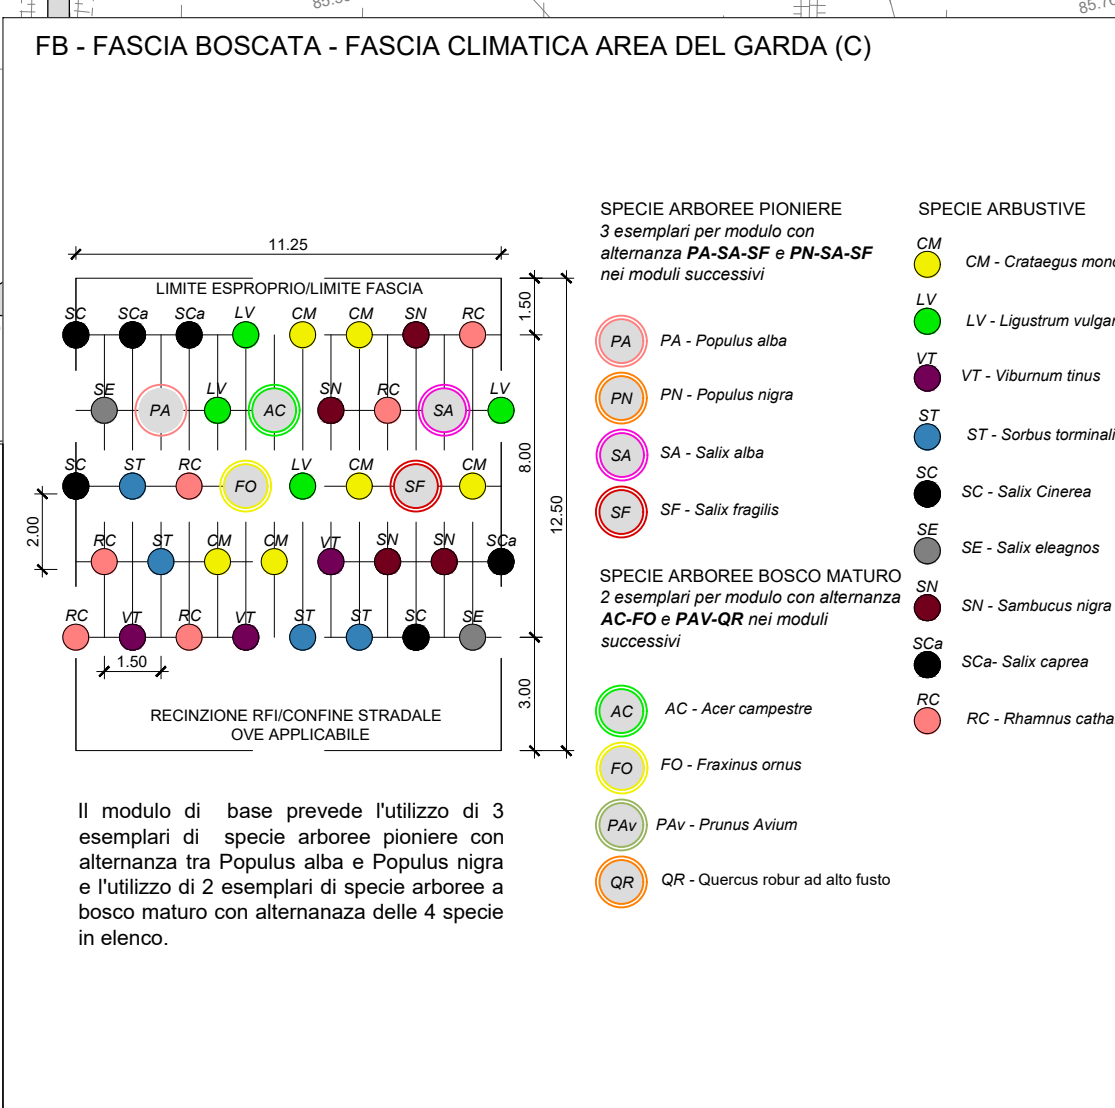 FB - FASCIA BOSCATA - FASCIA CLIMATICA AREA DEL GARDA (C)
11.25
LIMITE ESPROPRIO/LIMITE FASCIA
SC SCa SCa LV CM CM SN RC
SE PA LV AC SN RC SA LV
SC ST RC FO LV CM SF CM
RC ST CM CM VT SN SN SCa
RC VT RC VT ST ST SC SE
1.50
8.00
12.50
2.00
1.50
3.00
RECINZIONE RFI/CONFINE STRADALE
OVE APPLICABILE
Il modulo di base prevede l'utilizzo di 3
esemplari di specie arboree pioniere con
alternanza tra Populus alba e Populus nigra
e l'utilizzo di 2 esemplari di specie arboree a
bosco maturo con alternanaza delle 4 specie
in elenco.
SPECIE ARBOREE PIONIERE
3 esemplari per modulo con
alternanza PA-SA-SF e PN-SA-SF
nei moduli successivi
PA PA - Populus alba
PN PN - Populus nigra
SA SA - Salix alba
SF SF - Salix fragilis
SPECIE ARBOREE BOSCO MATURO
2 esemplari per modulo con alternanza
AC-FO e PAV-QR nei moduli
successivi
AC AC - Acer campestre
FO FO - Fraxinus ornus
PAv PAv - Prunus Avium
QR QR - Quercus robur ad alto fusto
SPECIE ARBUSTIVE
CM
CM - Crataegus
LV
LV - Ligustrum
VT
VT - Viburnum tinus
ST
ST - Sorbus
SC
SC - Salix Cinerea
SE
SE - Salix eleagnos
SN
SN - Sambucus nigra
SCa
SCa- Salix caprea
RC
RC - Rhamnus